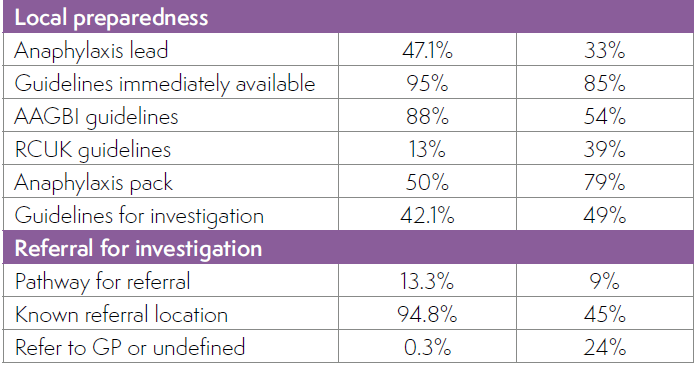 Local preparedness
Anaphylaxis lead 47.1% 33%
Guidelines immediately available 95% 85%
AAGBI guidelines 88% 54%
RCUK guidelines 13% 39%
Anaphylaxis pack 50% 79%
Guidelines for investigation 42.1% 49%
Referral for investigation
Pathway for referral 13.3% 9%
Known referral location 94.8% 45%
Refer to GP or undefined 0.3% 24%